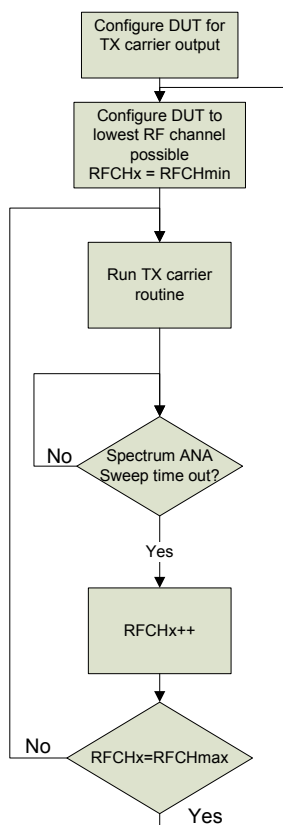 Configure DUT for
TX carrier output
Configure DUT to
lowest RF channel
possible
RFCHx = RFCHmin
Run TX carrier
routine
Spectrum ANA
Sweep time out?
No
Yes
RFCHx++
RFCHx=RFCHmax
No
Yes